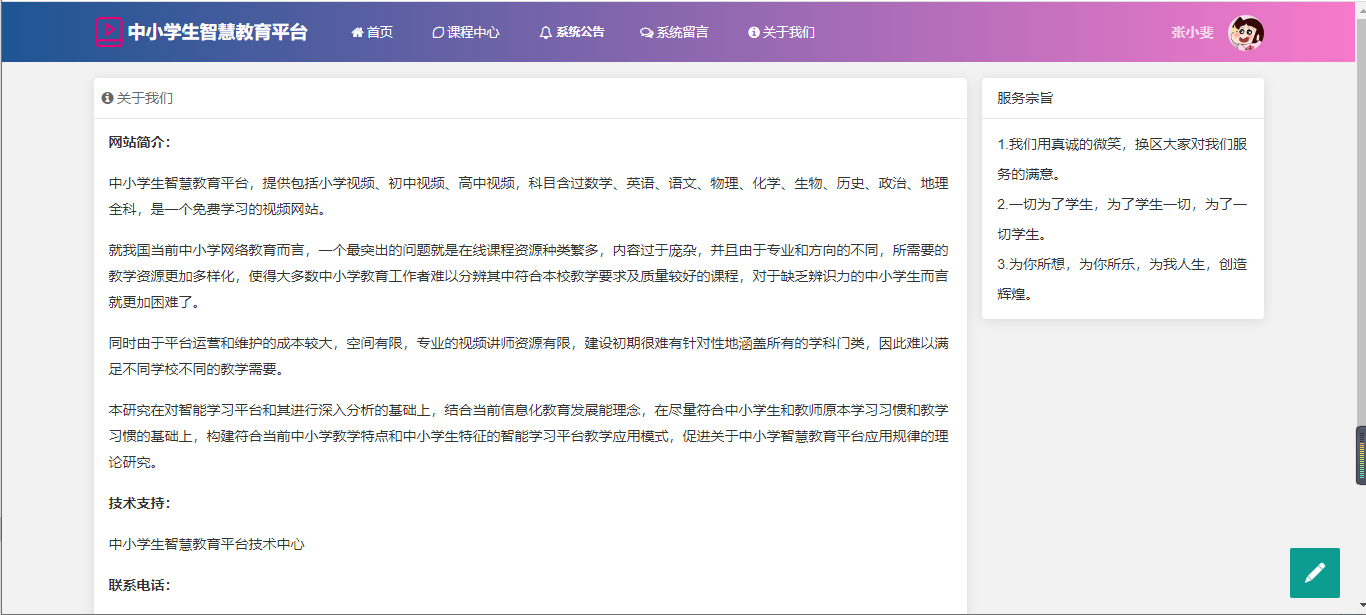 中小学生智慧教育平台
首页
课程中心
系统公告
系统留言
关于我们
张小斐
关于我们
网站简介：
中小学生智慧教育平台，提供包括小学视频、初中视频、高中视频，科目含过数学、英语、语文、物理、化学、生物、历史、政治、地理
全科，是一个免费学习的视频网站。
就我国当前中小学网络教育而言，一个最突出的问题就是在线课程资源种类繁多，内容过于庞杂，并且由于专业和方向的不同，所需要的
教学资源更加多样化，使得大多数中小学教育工作者难以分辨其中符合本校教学要求及质量较好的课程，对于缺乏辨识力的中小学生而言
就更加困难了。
同时由于平台运营和维护的成本较大，空间有限，专业的视频讲师资源有限，建设初期很难有针对性地涵盖所有的学科门类，因此难以满
足不同学校不同的教学需要。
本研究在对智能学习平台和其进行深入分析的基础上，结合当前信息化教育发展能理念，在尽量符合中小学生和教师原本学习习惯和教学
习惯的基础上，构建符合当前中小学教学特点和中小学生特征的智能学习平台教学应用模式，促进关于中小学智慧教育平台应用规律的理
论研究。
技术支持：
中小学生智慧教育平台技术中心
联系电话：
服务宗旨
1.我们用真诚的微笑，换区大家对我们服
务的满意。
2.一切为了学生，为了学生一切，为了一
切学生。
3.为你所想，为你所乐，为我人生，创造
辉煌。